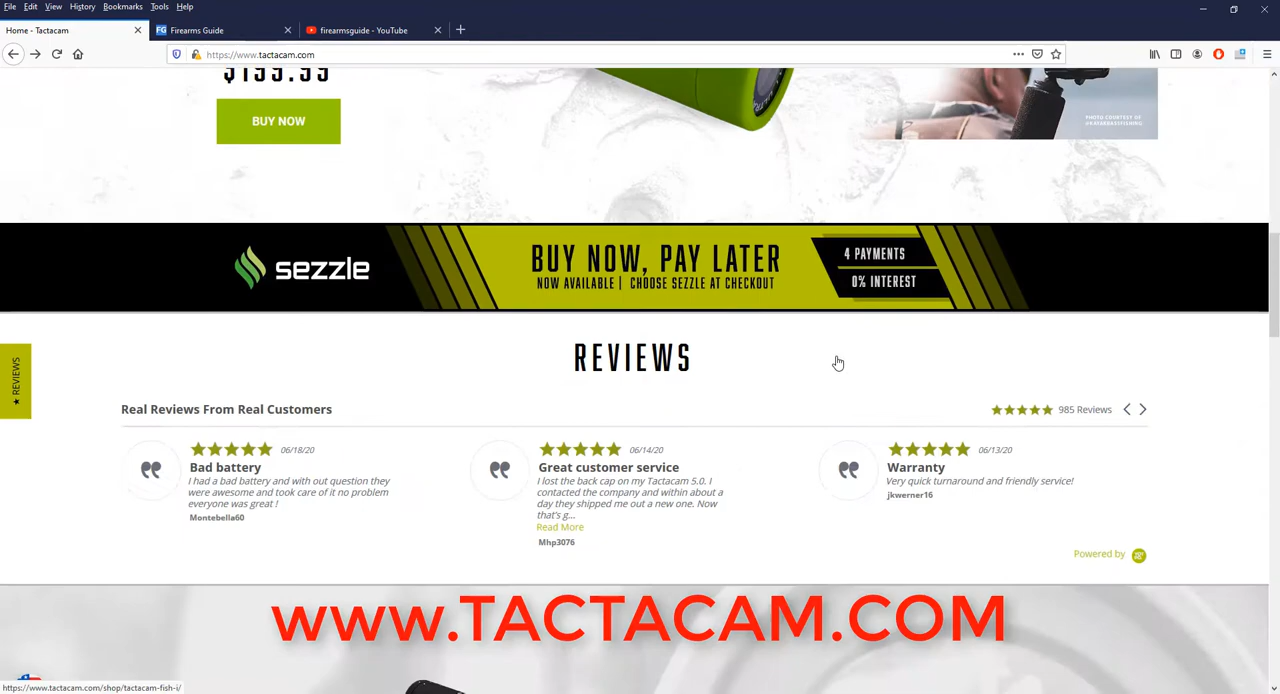 File Edit View History Bookmarks Tools Help
Home - Tactacam
Firearms Guide
firearmsguide - YouTube
https://www.tactacam.com
$199.99
BUY NOW
PHOTO COURTESY OF
sezzle
BUY NOW, PAY LATER
NOW AVAILABLE | CHOOSE SEZZLE AT CHECKOUT
4 PAYMENTS
0% INTEREST
REVIEWS
★ REVIEWS
Real Reviews From Real Customers
985 Reviews
06/18/20
Bad battery
I had a bad battery and with out question they
were awesome and took care of it no problem
everyone was great !
Montebella60
06/14/20
Great customer service
I lost the back cap on my Tactacam 5.0. I
contacted the company and within about a
day they shipped me out a new one. Now
that's g...
Read More
Mhp3076
06/13/20
Warranty
Very quick turnaround and friendly service!
jkwerner16
Powered by
www.TACTACAM.COM
https://www.tactacam.com/shop/tactacam-fish-i/